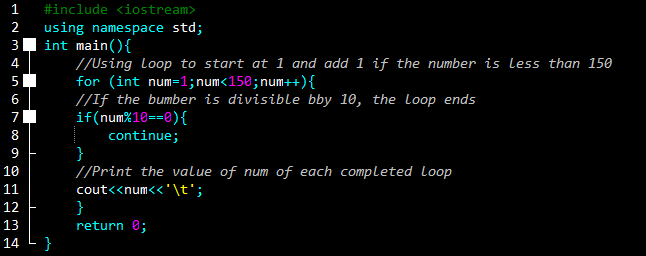 1 #include <iostream>
2 using namespace std;
3 int main(){
4 //Using loop to start at 1 and add 1 if the number is less than 150
5 for (int num=1;num<150;num++){
6 //If the bumber is divisible bby 10, the loop ends
7 if(num%10==0){
8 continue;
9 }
10 //Print the value of num of each completed loop
11 cout<<num<<'\t';
12 }
13 return 0;
14 }